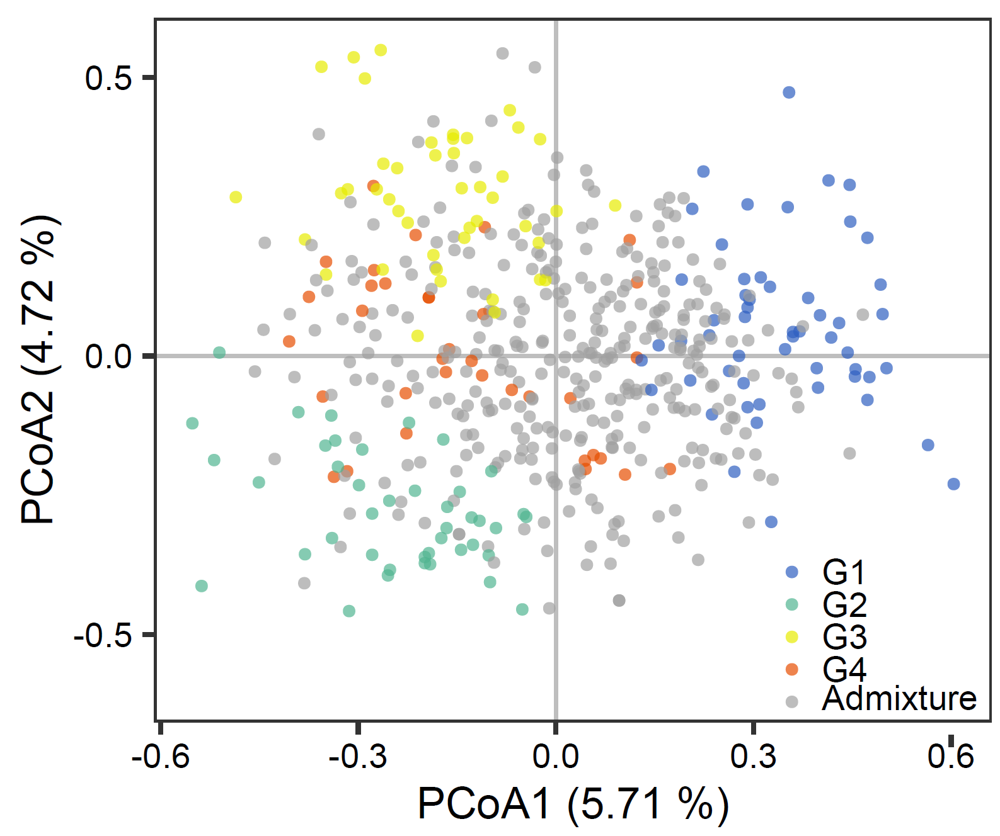 0.5
0.0
-0.5
PCoA2 (4.72 %)
G1
G2
G3
G4
Admixture
-0.6
-0.3
0.0
0.3
0.6
PCoA1 (5.71 %)